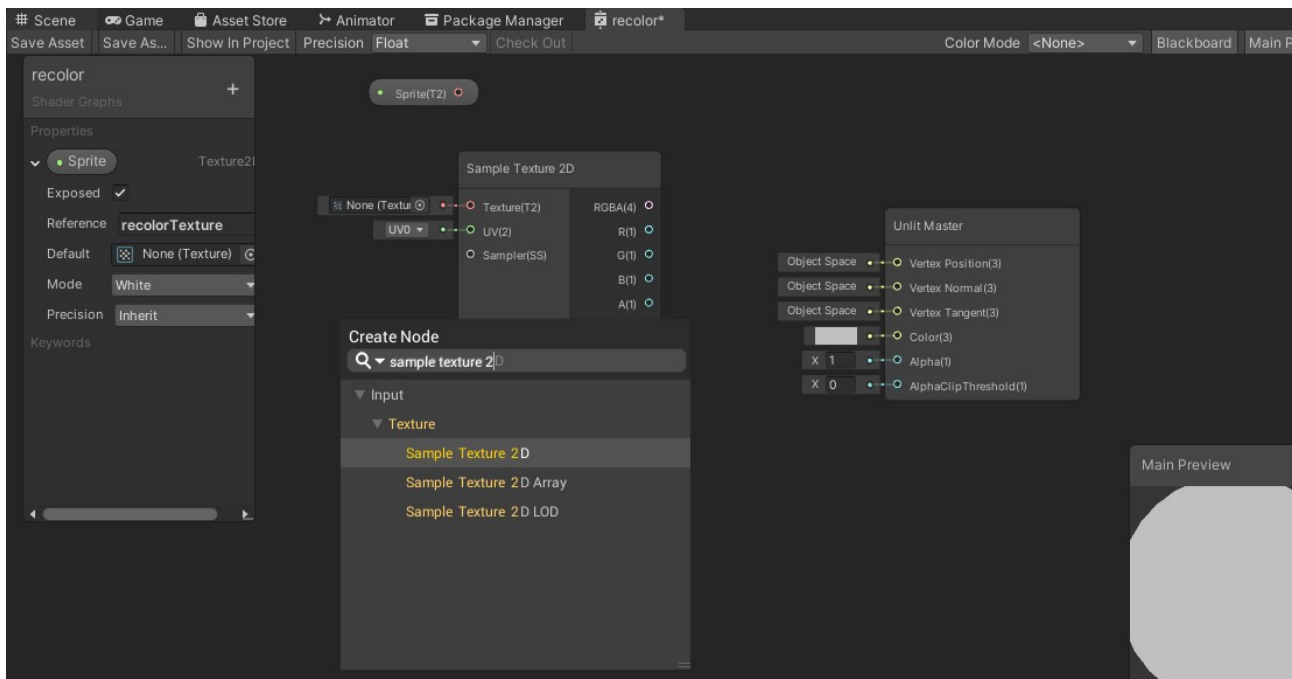 Scene Game Asset Store Animator Package Manager recolor*
Save Asset Save As... Show In Project Precision Float Check Out Color Mode <None> Blackboard Main P
recolor
+
Shader Graphs
Properties
Sprite Texture2
Exposed
Reference recolorTexture
Default None (Texture)
Mode White
Precision Inherit
Keywords
Sprite(T2)
Sample Texture 2D
None (Textu Texture(T2) RGBA(4)
UV0 UV(2) R(1)
Sampler(SS) G(1)
B(1)
A(1)
Create Node
sample texture 2D
Input
Texture
Sample Texture 2D
Sample Texture 2D Array
Sample Texture 2D LOD
Unlit Master
Object Space Vertex Position(3)
Object Space Vertex Normal(3)
Object Space Vertex Tangent(3)
Color(3)
X 1 Alpha(1)
X 0 AlphaClipThreshold(1)
Main Preview